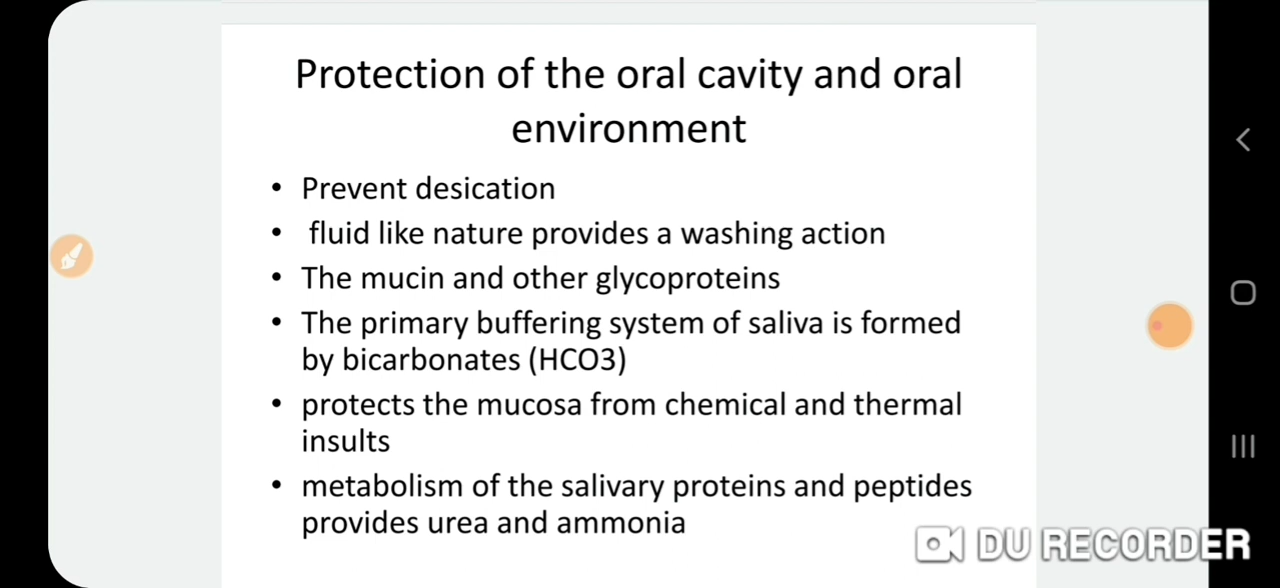 Protection of the oral cavity and oral
environment
• Prevent desication
• fluid like nature provides a washing action
• The mucin and other glycoproteins
• The primary buffering system of saliva is formed
by bicarbonates (HCO3)
• protects the mucosa from chemical and thermal
insults
• metabolism of the salivary proteins and peptides
provides urea and ammonia
DU RECORDER